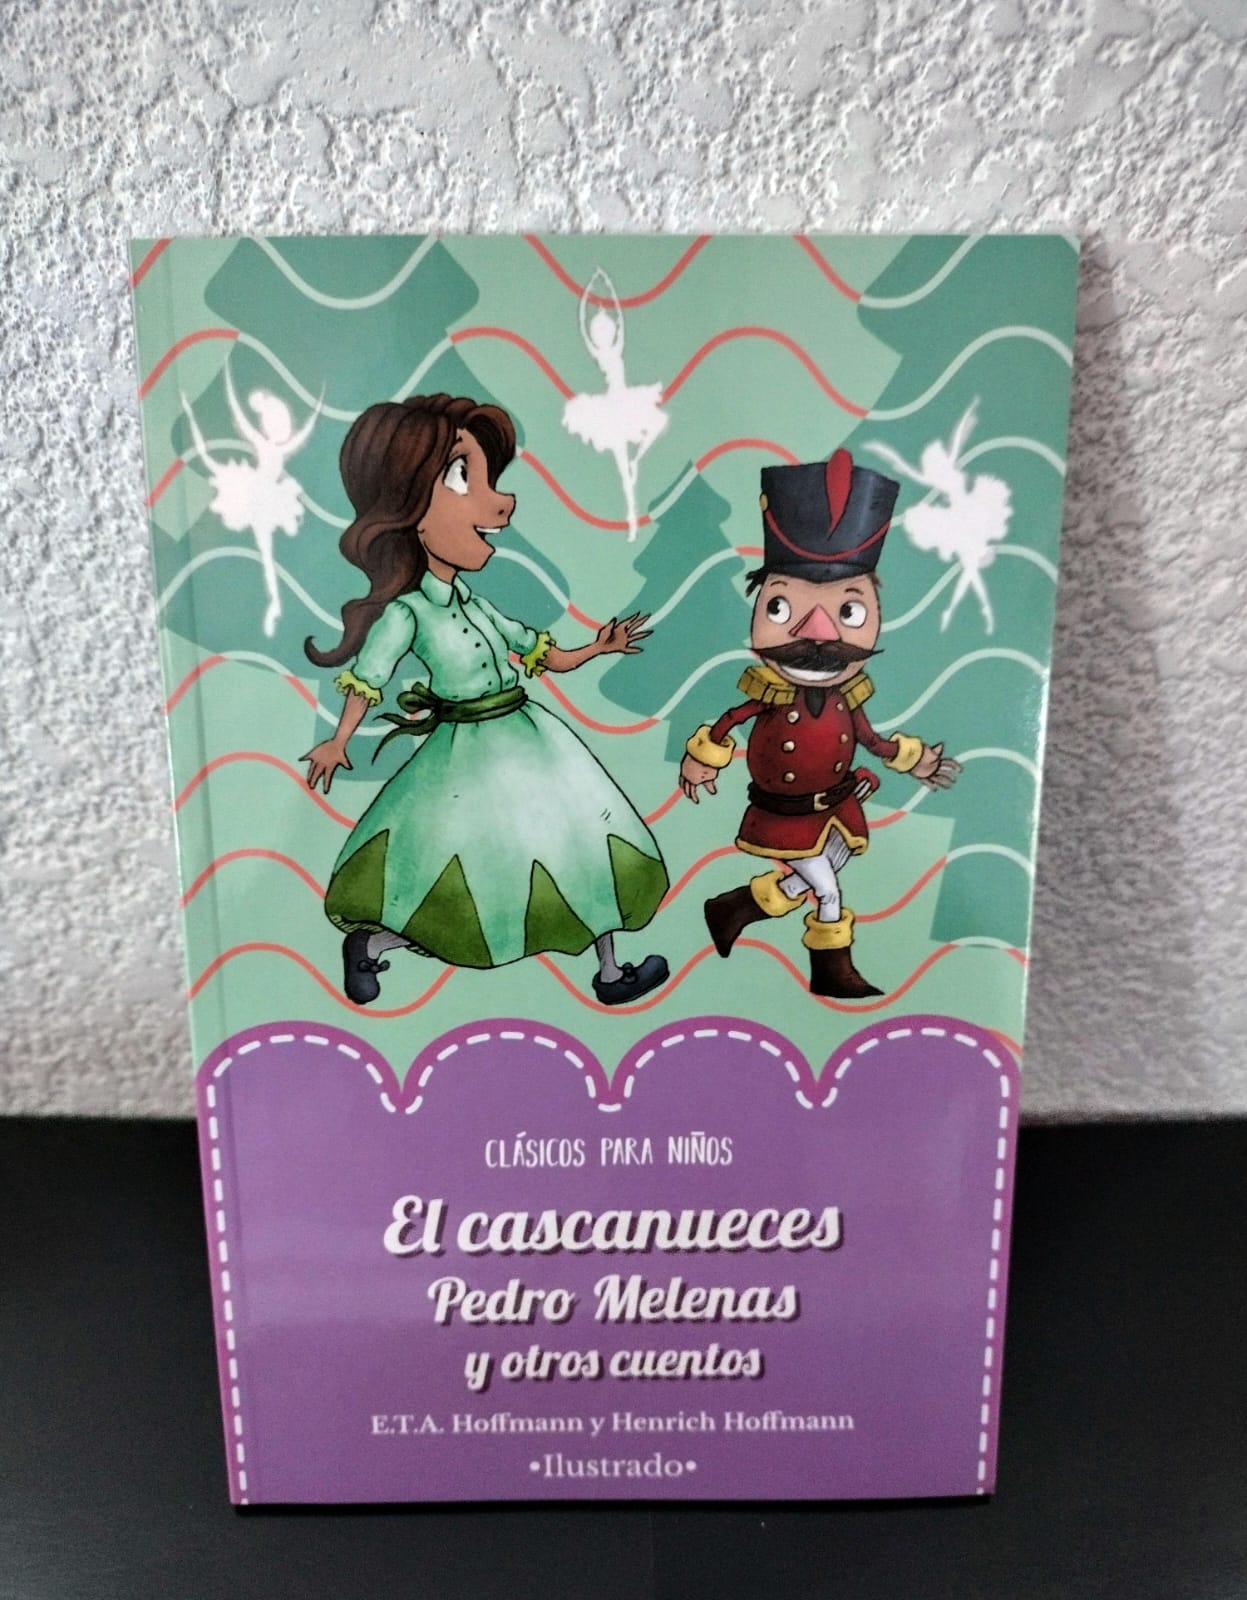 CLÁSICOS PARA NIÑOS
El cascanueces
Pedro Melenas
y otros cuentos
E.T.A. Hoffmann y Henrich Hoffmann
•Ilustrado•